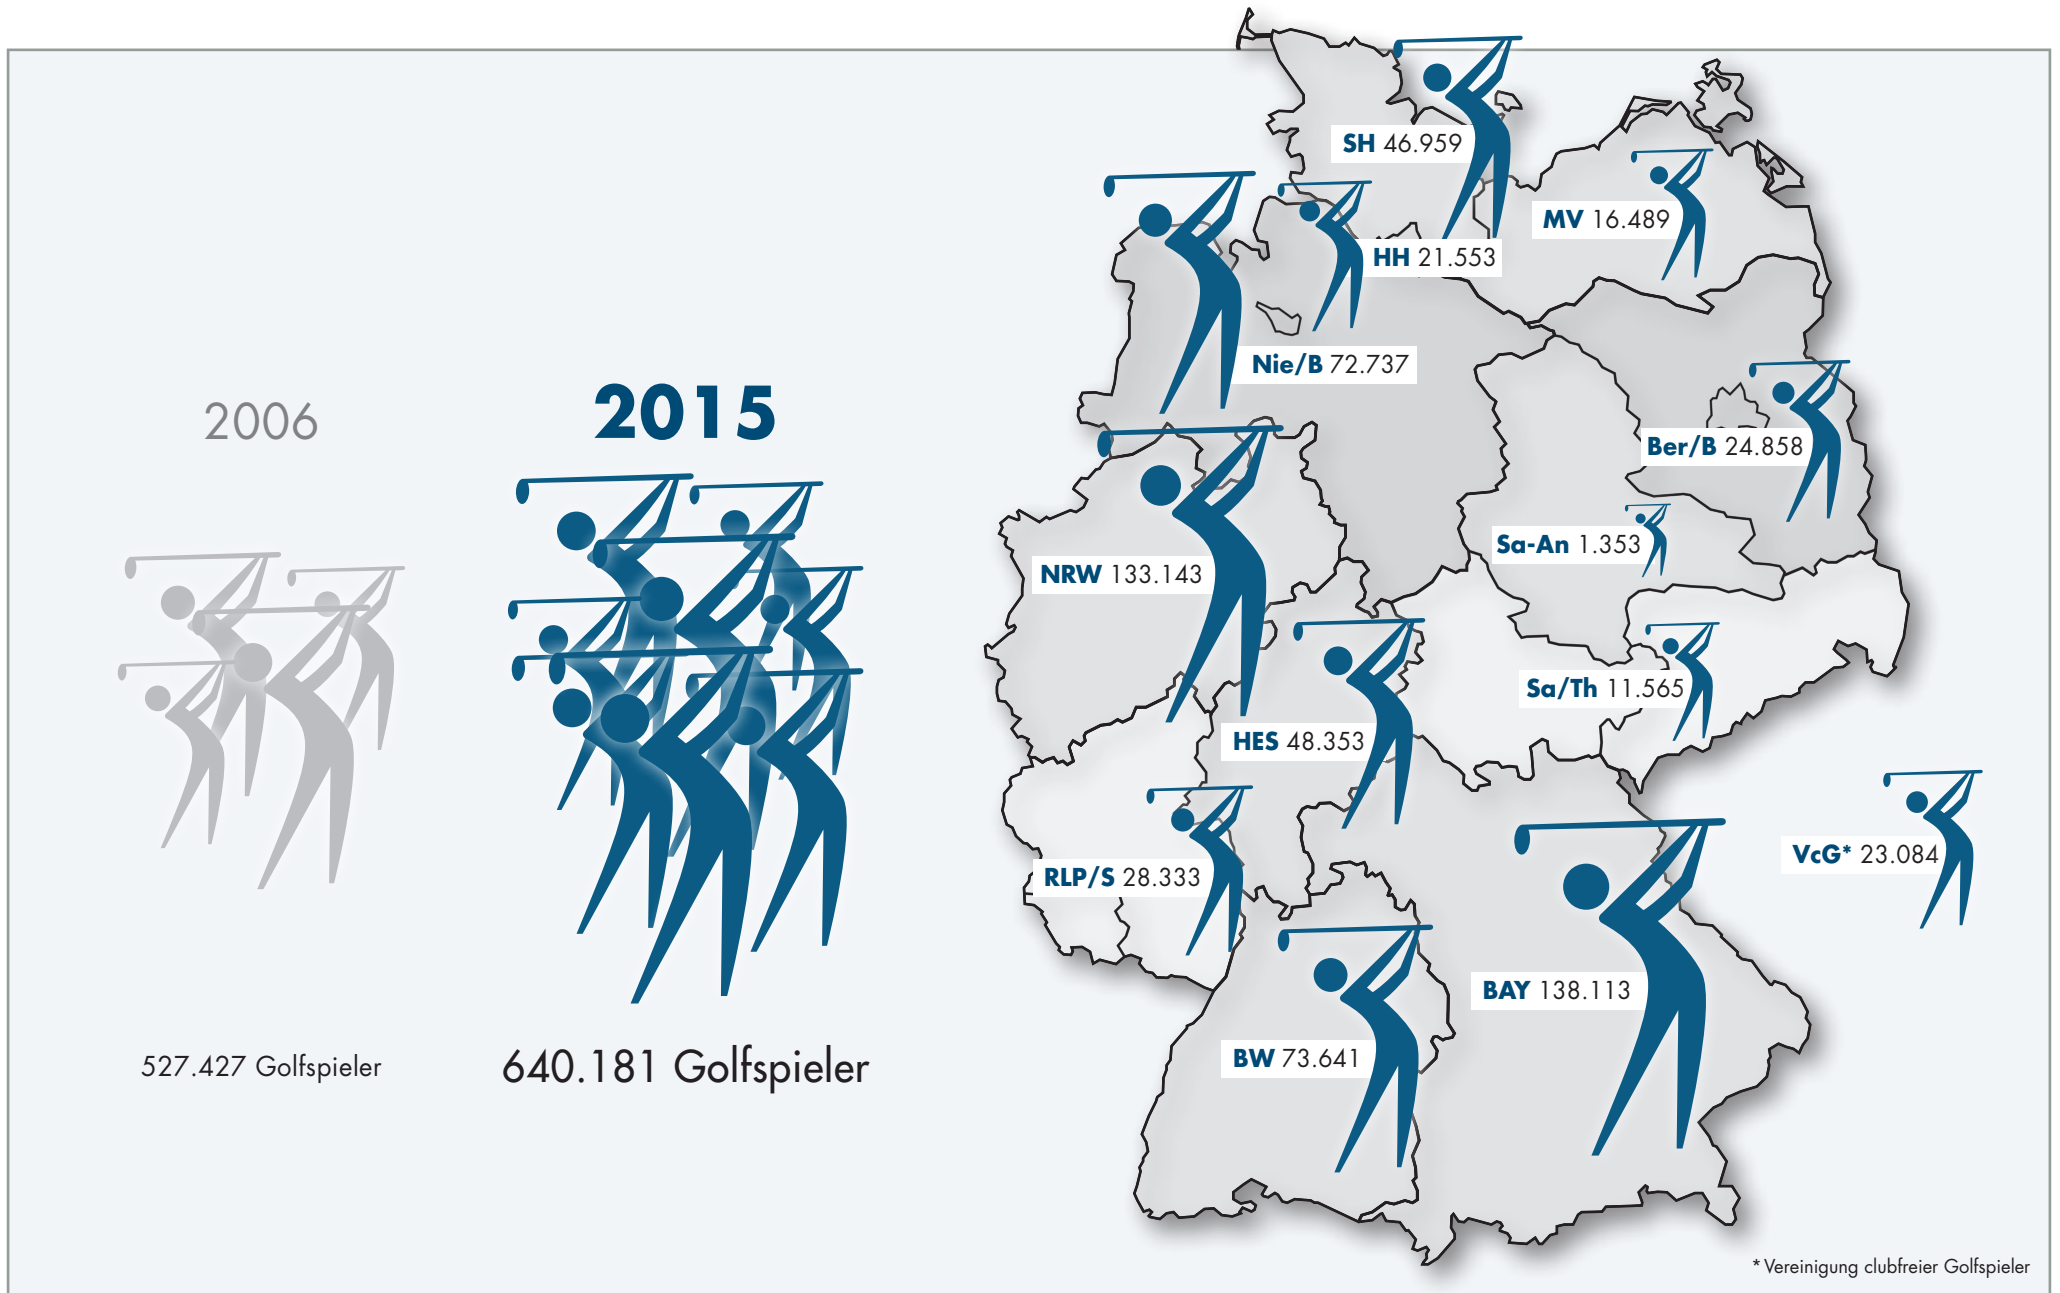 2006
527.427 Golfspieler
2015
640.181 Golfspieler
SH 46.959
MV 16.489
HH 21.553
Nie/B 72.737
Ber/B 24.858
Sa-An 1.353
NRW 133.143
Sa/Th 11.565
HES 48.353
VcG* 23.084
RLP/S 28.333
BAY 138.113
BW 73.641
* Vereinigung clubfreier Golfspieler